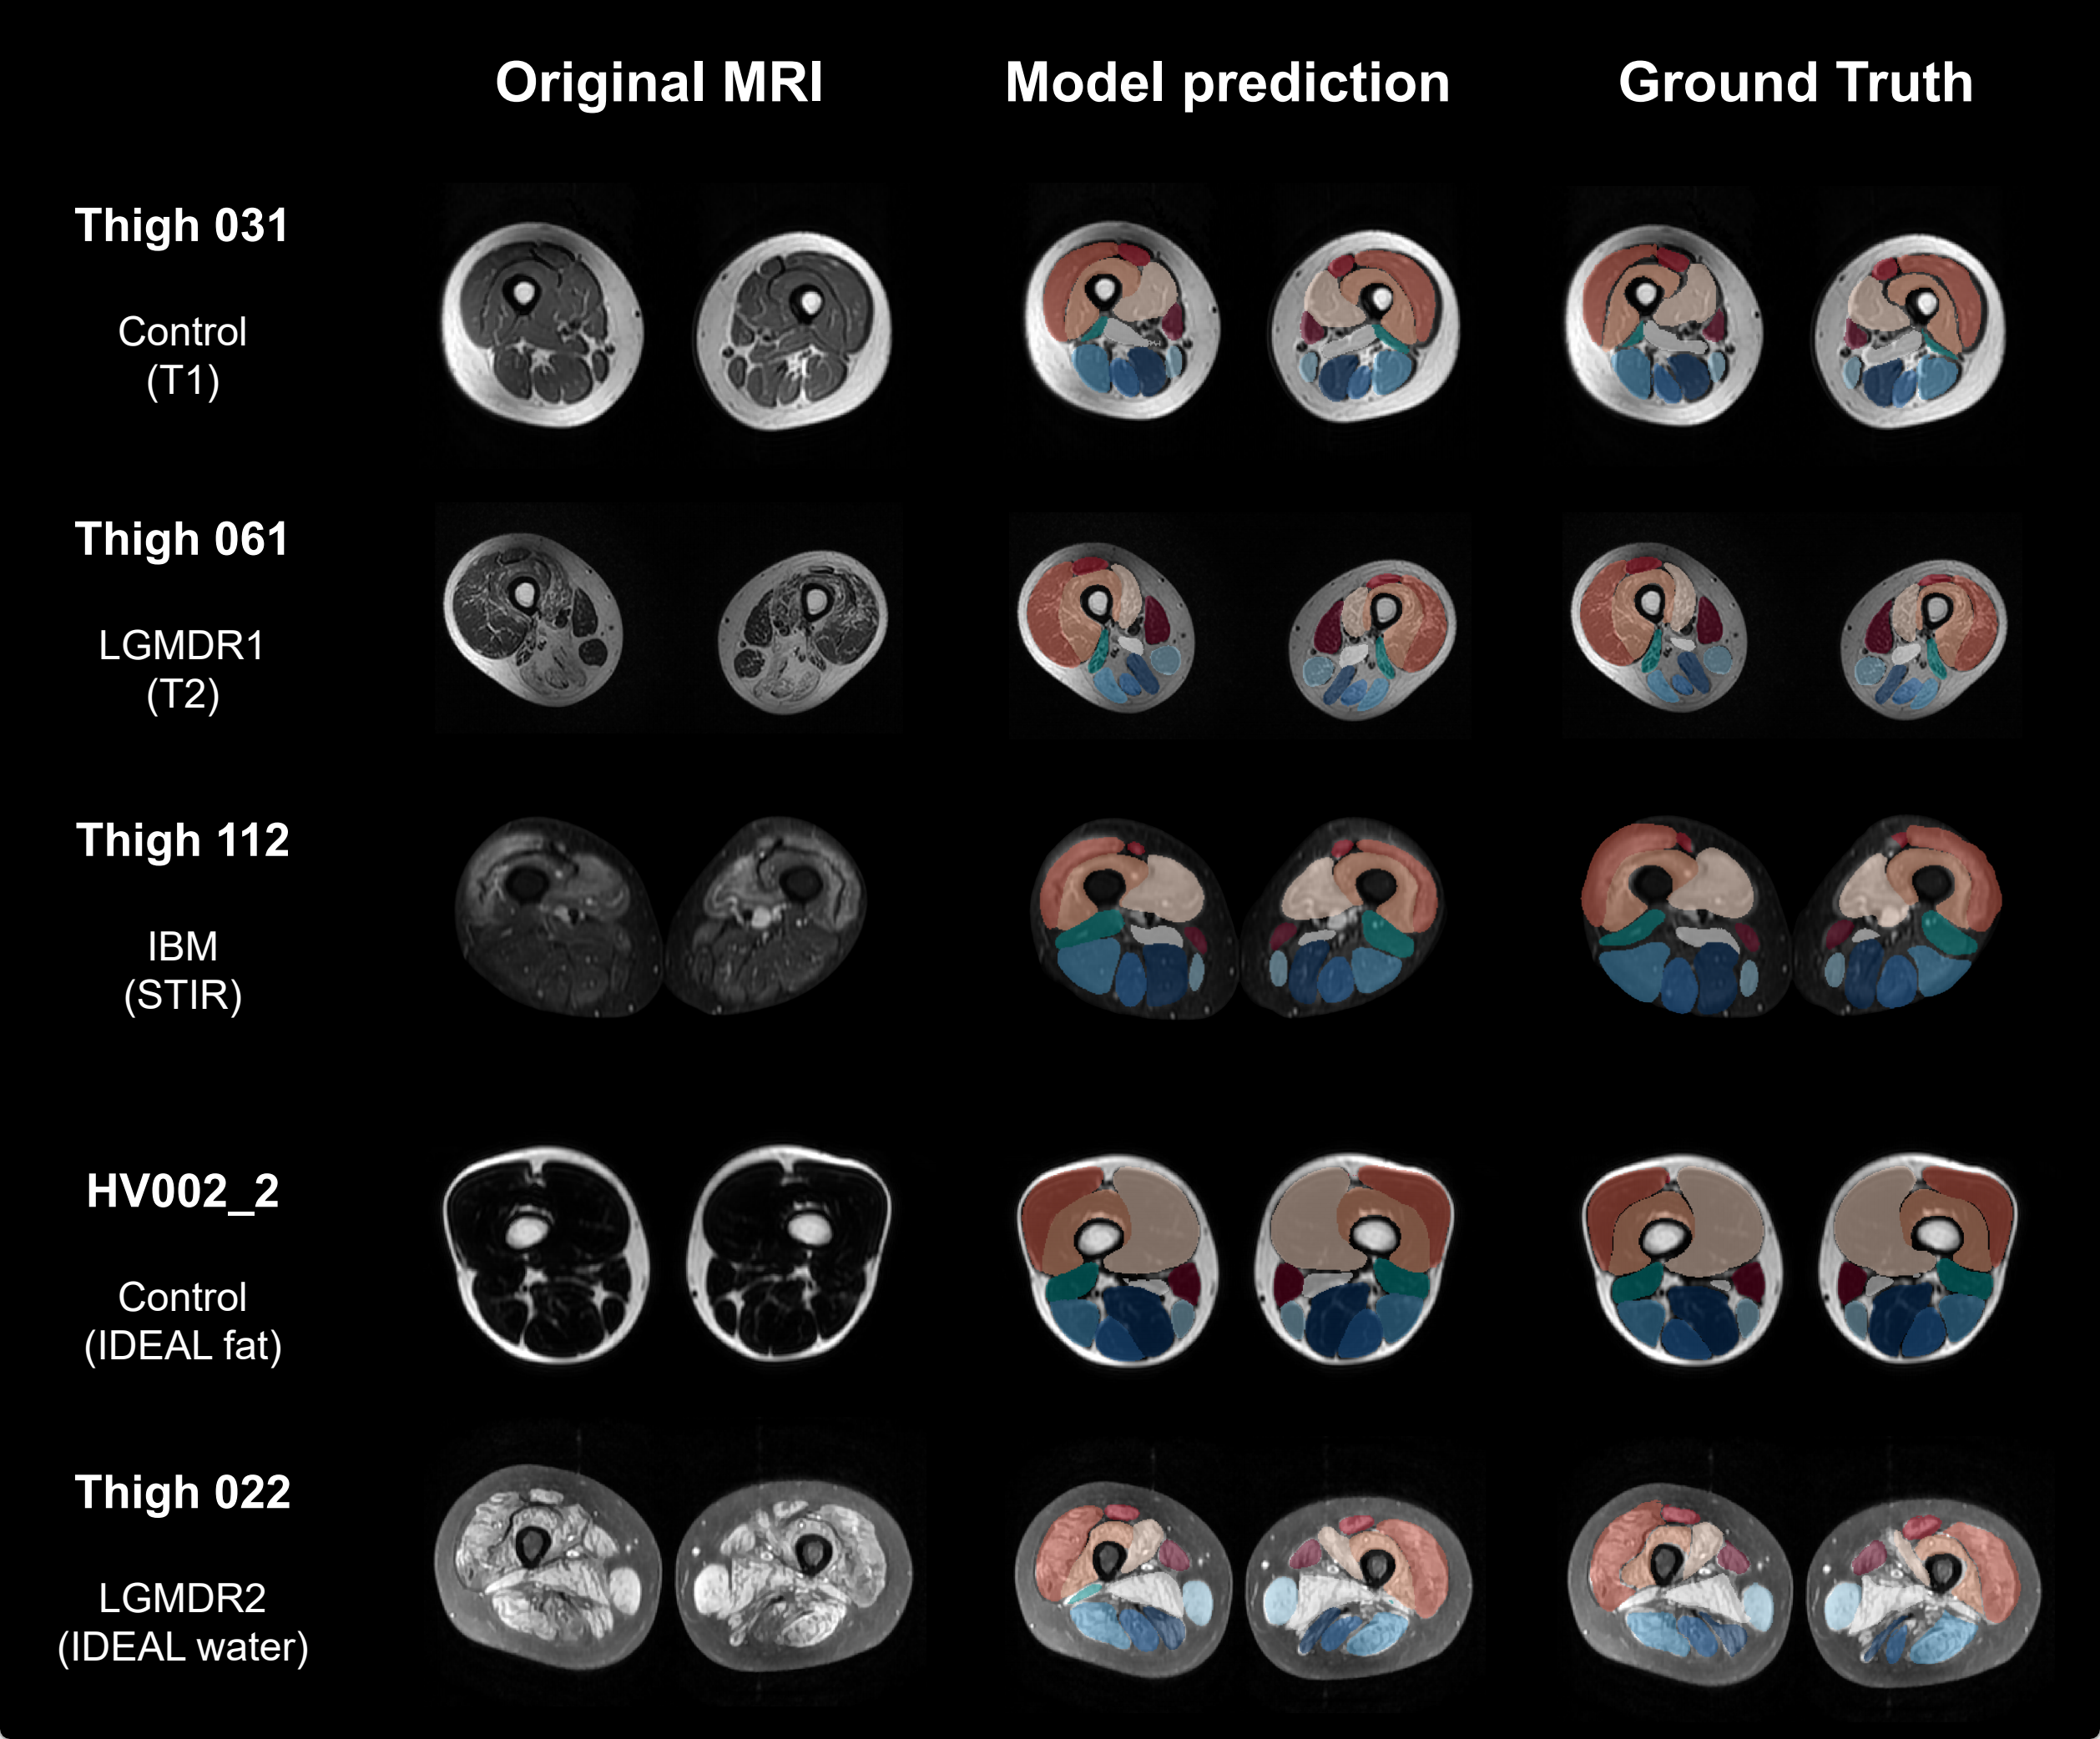 Original MRI
Model prediction
Ground Truth
Thigh 031
Control
(T1)
Thigh 061
LGMDR1
(T2)
Thigh 112
IBM
(STIR)
HV002_2
Control
(IDEAL fat)
Thigh 022
LGMDR2
(IDEAL water)